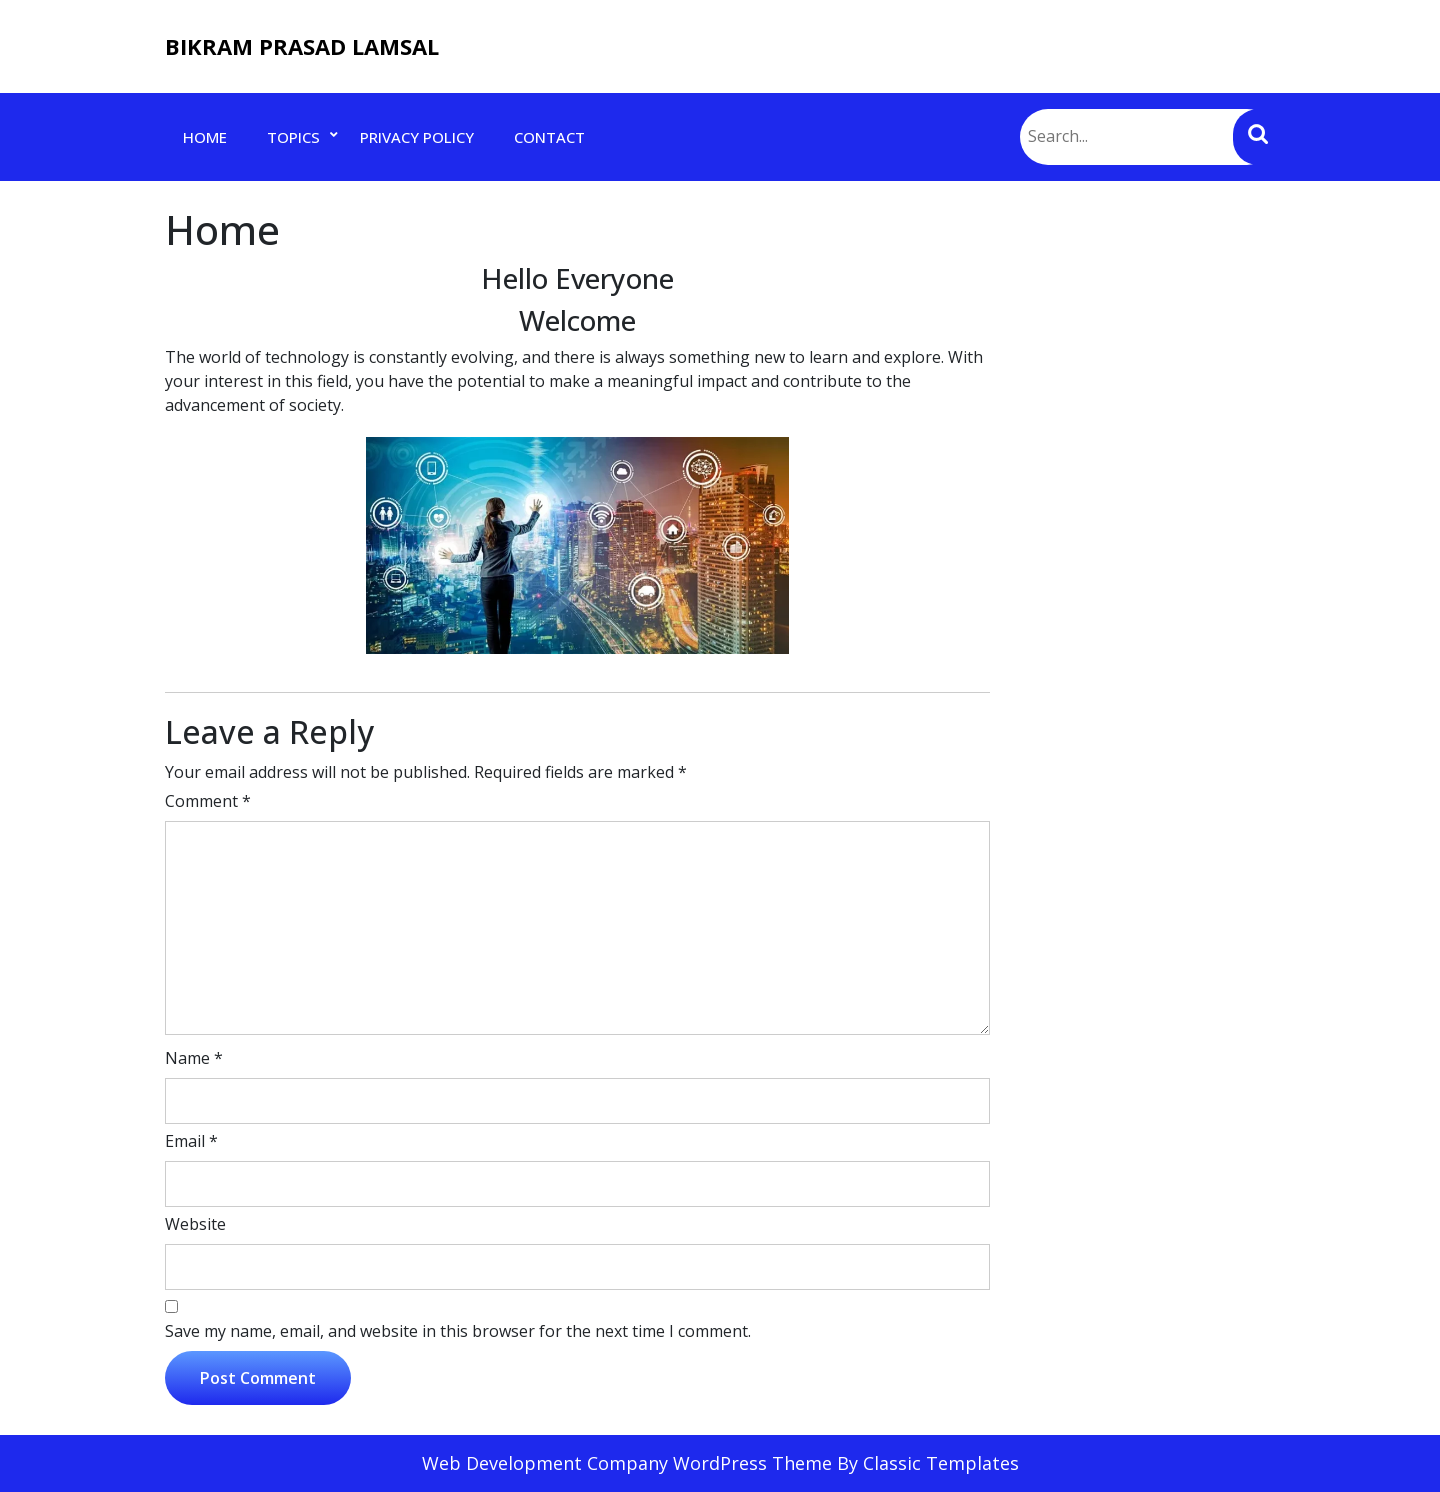 BIKRAM PRASAD LAMSAL
HOME TOPICS PRIVACY POLICY CONTACT Search...
Home
Hello Everyone
Welcome
The world of technology is constantly evolving, and there is always something new to learn and explore. With
your interest in this field, you have the potential to make a meaningful impact and contribute to the
advancement of society.
Leave a Reply
Your email address will not be published. Required fields are marked *
Comment *
Name *
Email *
Website
Save my name, email, and website in this browser for the next time I comment.
Post Comment
Web Development Company WordPress Theme By Classic Templates